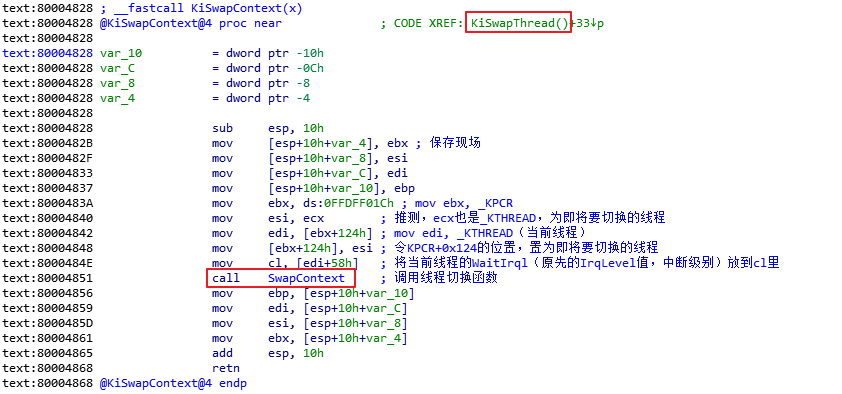 text:80004828 ; __fastcall KiSwapContext(x)
text:80004828 @KiSwapContext@4 proc near ; CODE XREF: KiSwapThread()+33↓p
text:80004828
text:80004828 var_10 = dword ptr -10h
text:80004828 var_C = dword ptr -0Ch
text:80004828 var_8 = dword ptr -8
text:80004828 var_4 = dword ptr -4
text:80004828
text:80004828 sub esp, 10h
text:8000482B mov [esp+10h+var_4], ebx ; 保存现场
text:8000482F mov [esp+10h+var_8], esi
text:80004833 mov [esp+10h+var_C], edi
text:80004837 mov [esp+10h+var_10], ebp
text:8000483A mov ebx, ds:0FFDFF01Ch ; mov ebx, _KPCR
text:80004840 mov esi, ecx ; 推测，ecx也是_KTHREAD，为即将要切换的线程
text:80004842 mov edi, [ebx+124h] ; mov edi, _KTHREAD（当前线程）
text:80004848 mov [ebx+124h], esi ; 令KPCR+0x124的位置，置为即将要切换的线程
text:8000484E mov cl, [edi+58h] ; 将当前线程的WaitIrql（原先的IrqLevel值，中断级别）放到cl里
text:80004851 call SwapContext ; 调用线程切换函数
text:80004856 mov ebp, [esp+10h+var_10]
text:80004859 mov edi, [esp+10h+var_C]
text:8000485D mov esi, [esp+10h+var_8]
text:80004861 mov ebx, [esp+10h+var_4]
text:80004865 add esp, 10h
text:80004868 retn
text:80004868 @KiSwapContext@4 endp